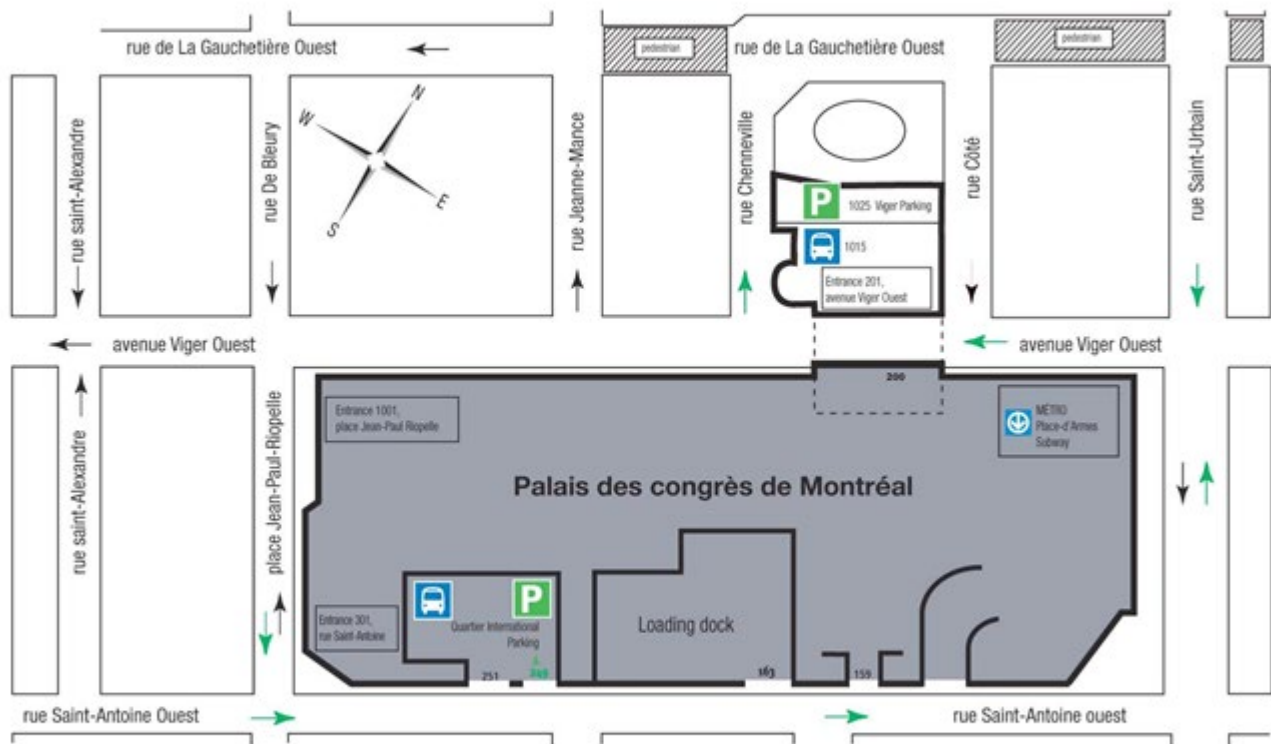 rue de La Gauchetière Ouest
pedestrian
rue de La Gauchetière Ouest
pedestrian
N
W
E
S
rue saint-Alexandre
rue De Bleury
rue Jeanne-Mance
rue Chenneville
rue Côté
rue Saint-Urbain
P
1025 Viger Parking
1015
Entrance 201,
avenue Viger Ouest
avenue Viger Ouest
avenue Viger Ouest
200
Entrance 1001,
place Jean-Paul Riopelle
MÉTRO
Place-d'Armes
Subway
Palais des congrès de Montréal
rue saint-Alexandre
place Jean-Paul-Riopelle
P
Entrance 301,
rue Saint-Antoine
Quartier International
Parking
Loading dock
251
249
163
159
rue Saint-Antoine Ouest
rue Saint-Antoine ouest